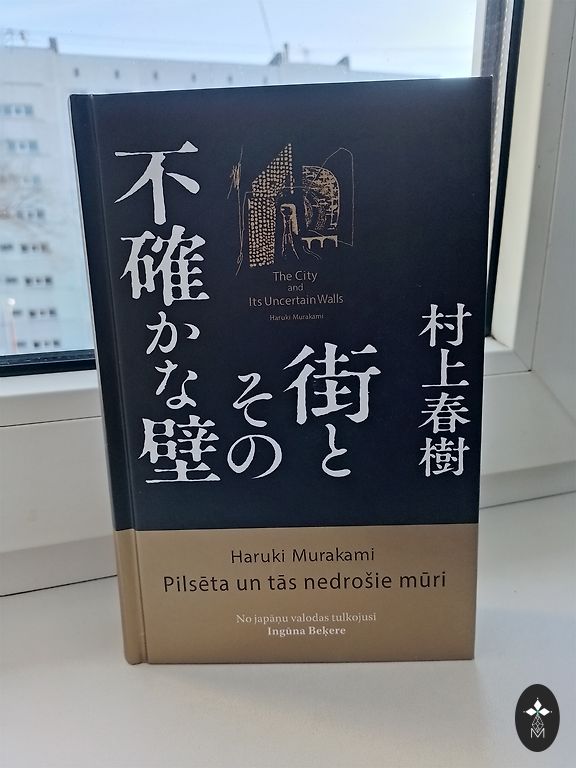 The City
and
Its Uncertain Walls
Haruki Murakami
村上春樹
街と
その
不確かな壁
Haruki Murakami
Pilsēta un tās nedrošie mūri
No japāņu valodas tulkojusi
Ingūna Beķere
M